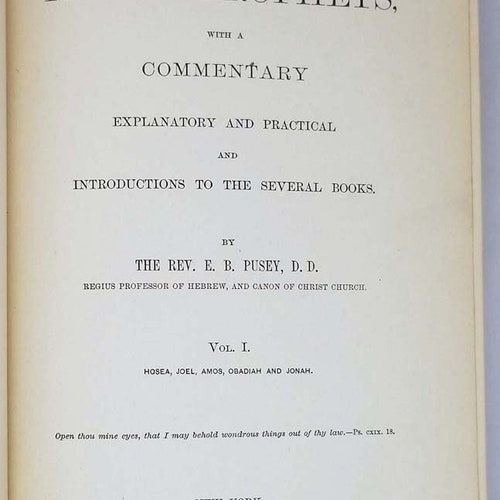 WITH A
COMMENTARY
EXPLANATORY AND PRACTICAL
AND
INTRODUCTIONS TO THE SEVERAL BOOKS.
BY
THE REV. E. B. PUSEY, D. D.
REGIUS PROFESSOR OF HEBREW, AND CANON OF CHRIST CHURCH.
VOL. I.
HOSEA, JOEL, AMOS, OBADIAH AND JONAH.
Open thou mine eyes, that I may behold wondrous things out of thy law.—PS. cxix. 18.